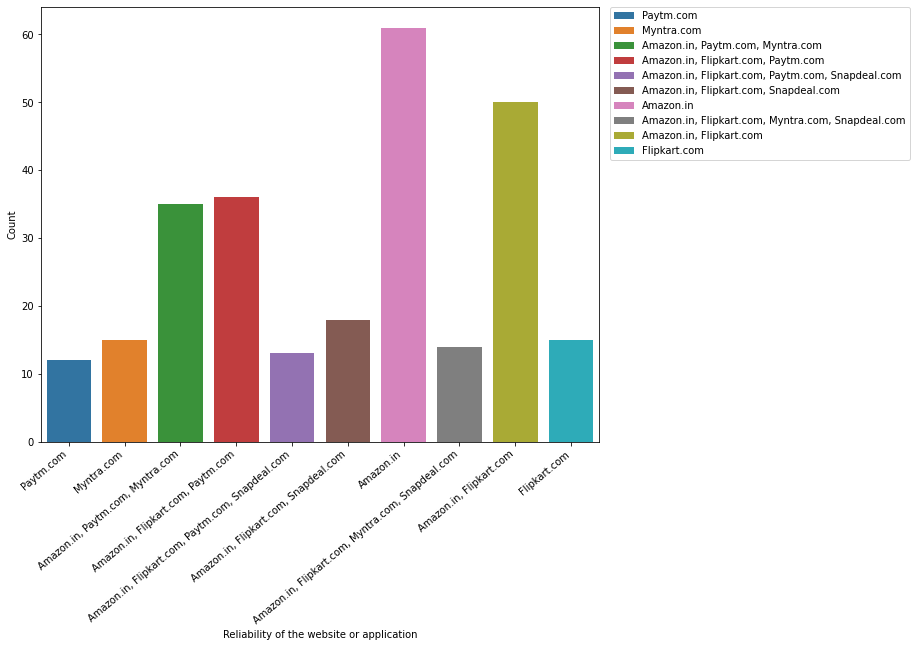 Paytm.com
Myntra.com
Amazon.in, Paytm.com, Myntra.com
Amazon.in, Flipkart.com, Paytm.com
Amazon.in, Flipkart.com, Paytm.com, Snapdeal.com
Amazon.in, Flipkart.com, Snapdeal.com
Amazon.in
Amazon.in, Flipkart.com, Myntra.com, Snapdeal.com
Amazon.in, Flipkart.com
Flipkart.com
Count
60
50
40
30
20
10
0
Paytm.com
Myntra.com
Amazon.in, Paytm.com, Myntra.com
Amazon.in, Flipkart.com, Paytm.com
Amazon.in, Flipkart.com, Paytm.com, Snapdeal.com
Amazon.in, Flipkart.com, Snapdeal.com
Amazon.in
Amazon.in, Flipkart.com, Myntra.com, Snapdeal.com
Amazon.in, Flipkart.com
Flipkart.com
Reliability of the website or application